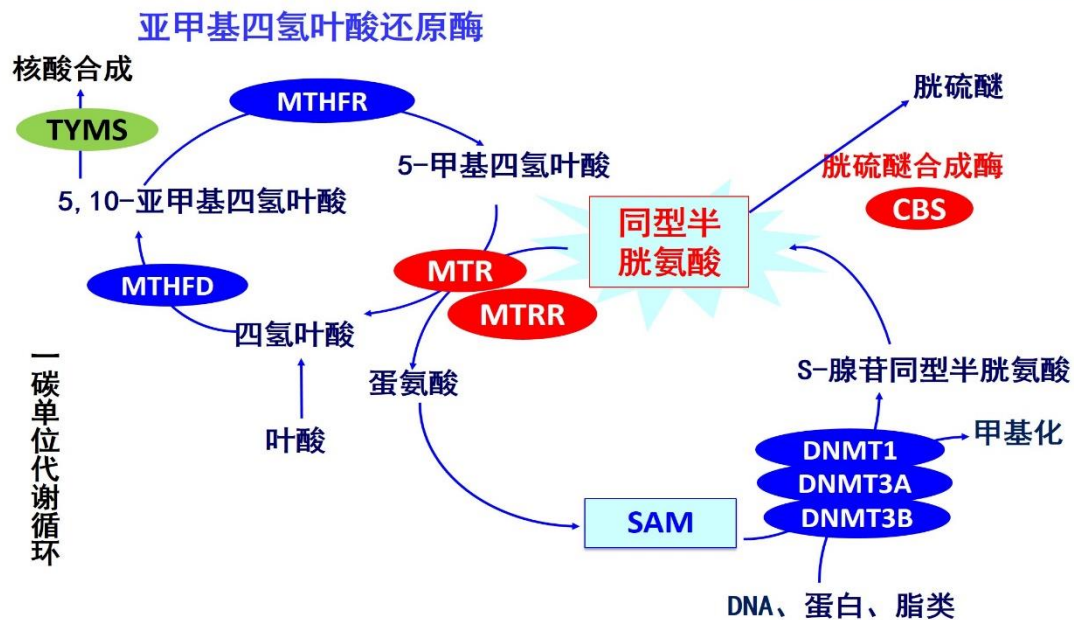 亚甲基四氢叶酸还原酶
核酸合成
MTHFR
胱硫醚
TYMS
5-甲基四氢叶酸
胱硫醚合成酶
5,10-亚甲基四氢叶酸
CBS
同型半
胱氨酸
MTR
MTHFD
MTRR
四氢叶酸
一碳单位代谢循环
蛋氨酸
S-腺苷同型半胱氨酸
叶酸
甲基化
DNMT1
DNMT3A
DNMT3B
SAM
DNA、蛋白、脂类